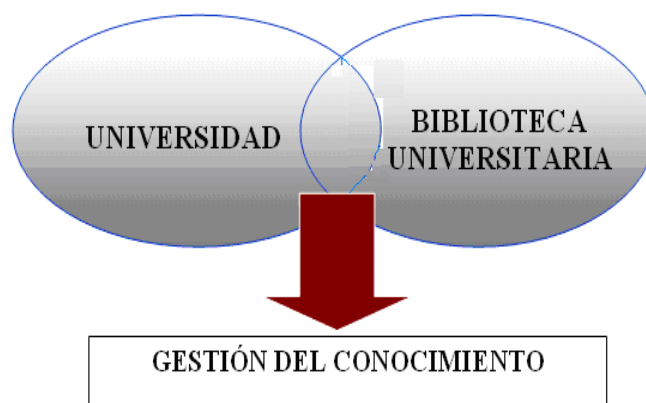 UNIVERSIDAD
BIBLIOTECA
UNIVERSITARIA
GESTIÓN DEL CONOCIMIENTO